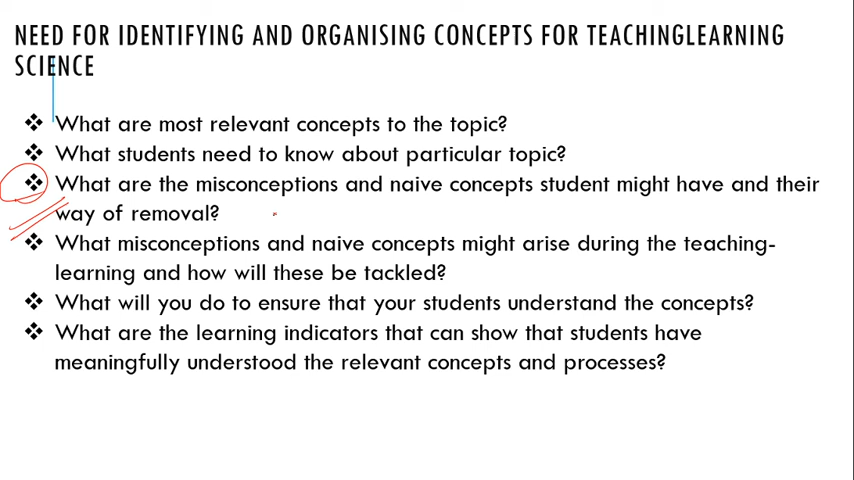 NEED FOR IDENTIFYING AND ORGANISING CONCEPTS FOR TEACHINGLEARNING
SCIENCE
What are most relevant concepts to the topic?
What students need to know about particular topic?
What are the misconceptions and naive concepts student might have and their
way of removal?
What misconceptions and naive concepts might arise during the teaching-
learning and how will these be tackled?
What will you do to ensure that your students understand the concepts?
What are the learning indicators that can show that students have
meaningfully understood the relevant concepts and processes?